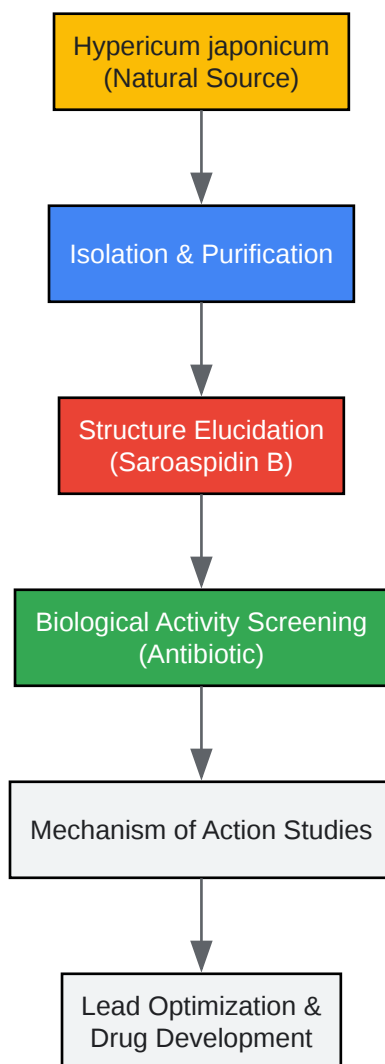 Hypericum japonicum
(Natural Source)
Isolation & Purification
Structure Elucidation
(Saroaspidin B)
Biological Activity Screening
(Antibiotic)
Mechanism of Action Studies
Lead Optimization &
Drug Development